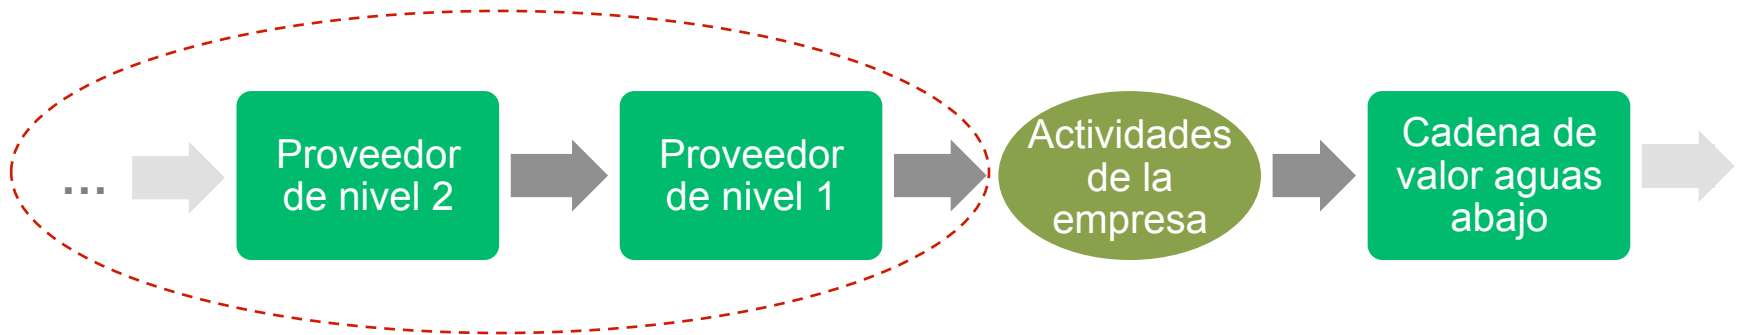 ...
Proveedor
de nivel 2
Proveedor
de nivel 1
Actividades
de la
empresa
Cadena de
valor aguas
abajo